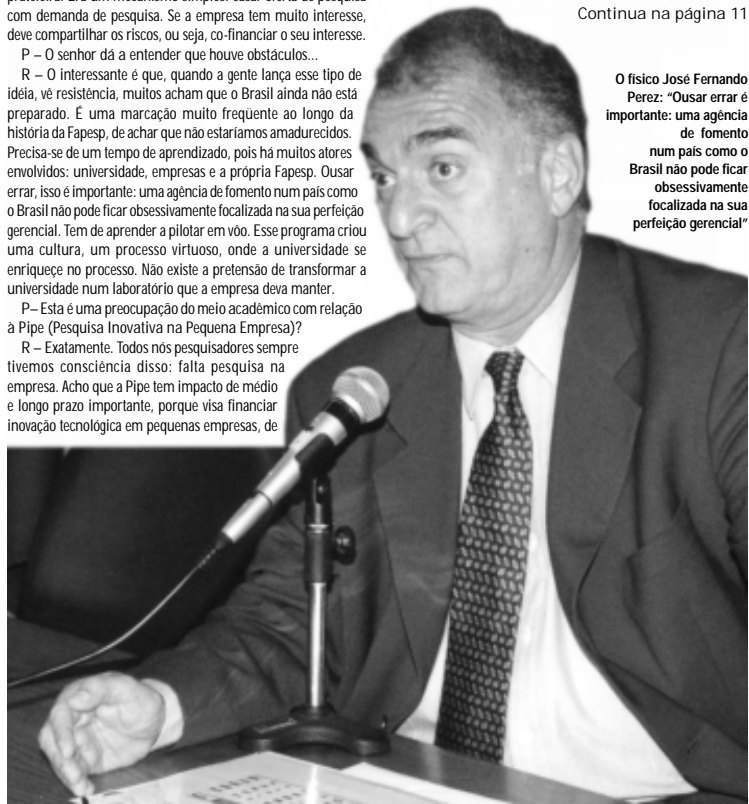 com demanda de pesquisa. Se a empresa tem muito interesse,
deve compartilhar os riscos, ou seja, co-financiar o seu interesse.
P – O senhor dá a entender que houve obstáculos...
R – O interessante é que, quando a gente lança esse tipo de
idéia, vê resistência, muitos acham que o Brasil ainda não está
preparado. É uma marcação muito freqüente ao longo da
história da Fapesp, de achar que não estaríamos amadurecidos.
Precisa-se de um tempo de aprendizado, pois há muitos atores
envolvidos: universidade, empresas e a própria Fapesp. Ousar
errar, isso é importante: uma agência de fomento num país como
o Brasil não pode ficar obsessivamente focalizada na sua perfeição
gerencial. Tem de aprender a pilotar em vôo. Esse programa criou
uma cultura, um processo virtuoso, onde a universidade se
enriqueça no processo. Não existe a pretensão de transformar a
universidade num laboratório que a empresa deva manter.
P– Esta é uma preocupação do meio acadêmico com relação
à Pipe (Pesquisa Inovativa na Pequena Empresa)?
R – Exatamente. Todos nós pesquisadores sempre
tivemos consciência disso: falta pesquisa na
empresa. Acho que a Pipe tem impacto de médio
e longo prazo importante, porque visa financiar
inovação tecnológica em pequenas empresas, de
Continua na página 11
O físico José Fernando
Perez: “Ousar errar é
importante: uma agência
de fomento
num país como o
Brasil não pode ficar
obsessivamente
focalizada na sua
perfeição gerencial”